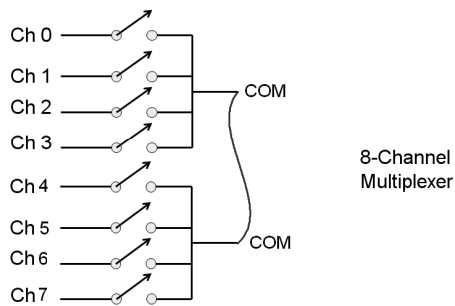 Ch 0
Ch 1
Ch 2
Ch 3
Ch 4
Ch 5
Ch 6
Ch 7
COM
COM
8-Channel
Multiplexer